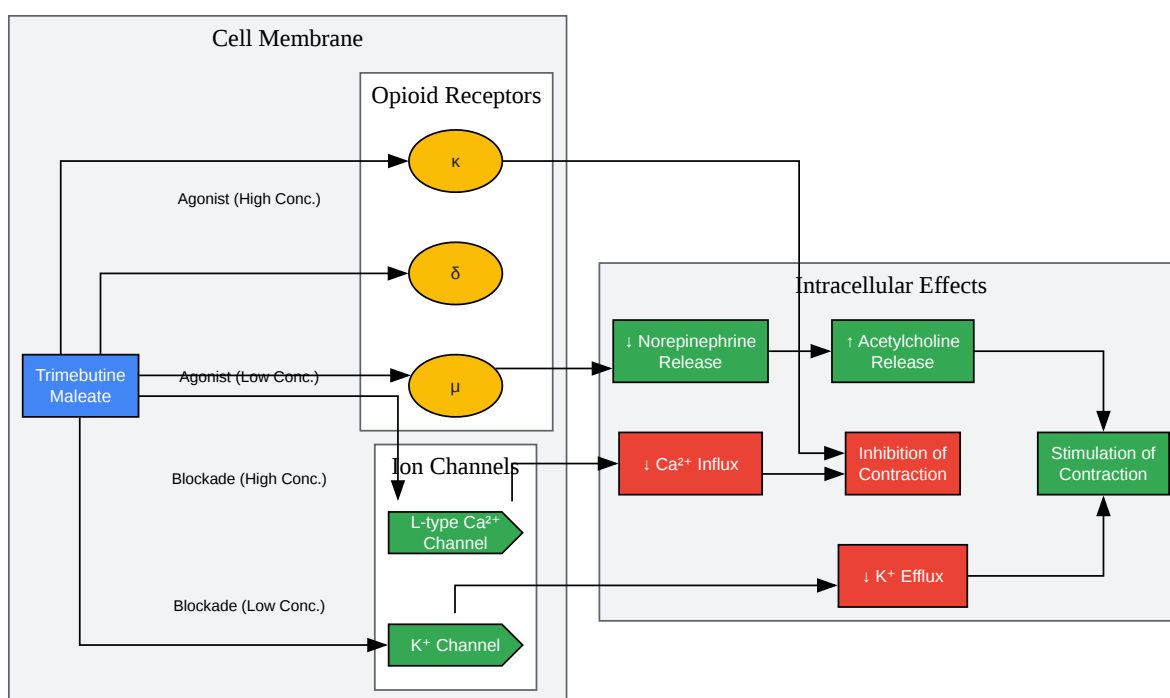 Cell Membrane
Opioid Receptors
κ
Agonist (High Conc.)
δ
Intracellular Effects
↓ Norepinephrine
Release
↑ Acetylcholine
Release
Trimebutine
Maleate
Agonist (Low Conc.)
μ
Ion Channels
↓ Ca²⁺ Influx
Inhibition of
Contraction
Stimulation of
Contraction
Blockade (High Conc.)
L-type Ca²⁺
Channel
↓ K⁺ Efflux
Blockade (Low Conc.)
K⁺ Channel